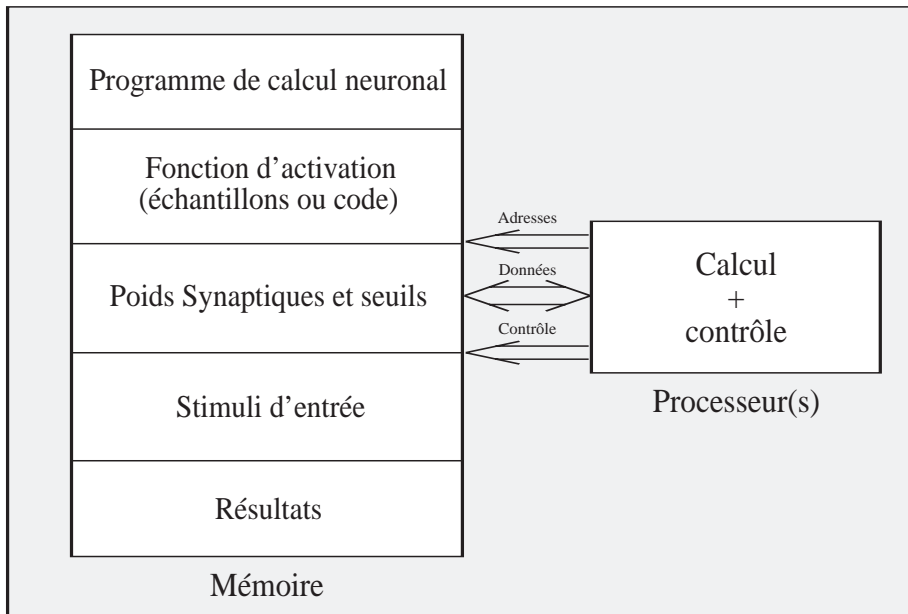 Programme de calcul neuronal
Fonction d'activation
(échantillons ou code)
Poids Synaptiques et seuils
Stimuli d'entrée
Résultats
Mémoire
Adresses
Données
Contrôle
Calcul
+
contrôle
Processeur(s)